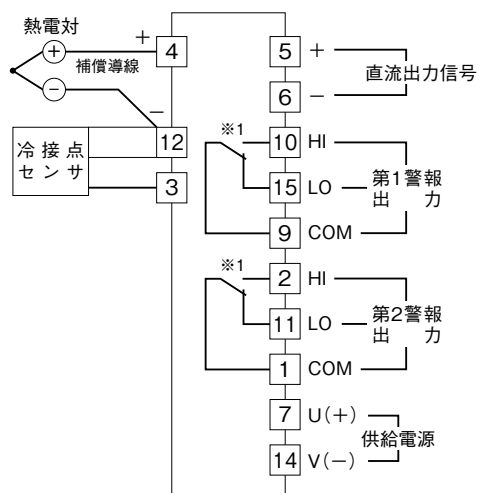 熱電対
+
+
補償導線
−
−
冷接点
センサ
4
12
3
5 +
6 −
直流出力信号
※1
10 HI
15 LO
9 COM
第1警報
出 力
※1
2 HI
11 LO
1 COM
第2警報
出 力
7 U(+)
14 V(−)
供給電源